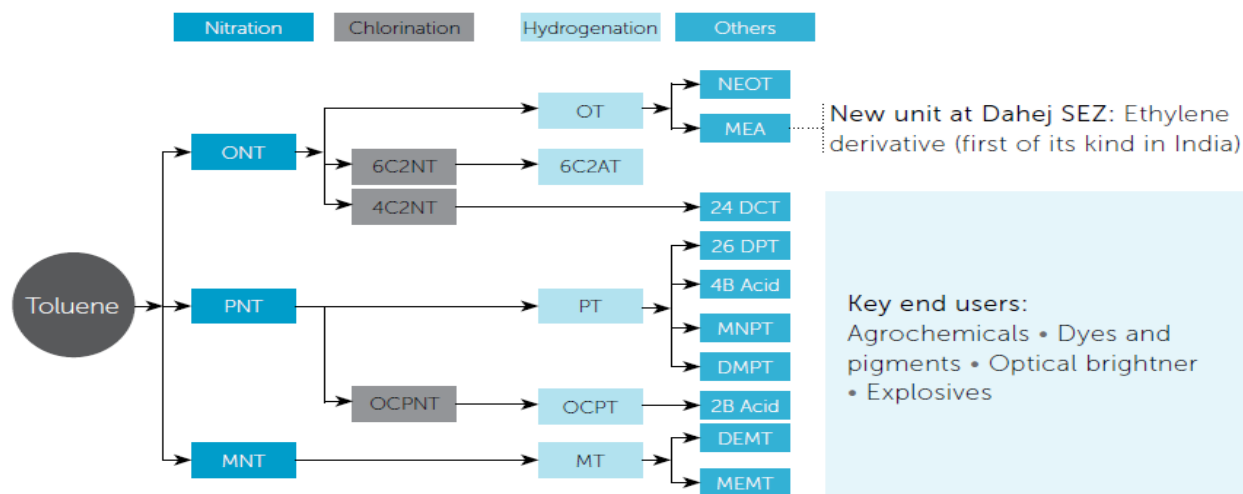 Nitration Chlorination Hydrogenation Others
NEOT
OT
MEA
New unit at Dahej SEZ: Ethylene
derivative (first of its kind in India)
ONT
6C2NT 6C2AT
4C2NT 24 DCT
26 DPT
4B Acid
Toluene
PNT PT
MNPT
DMPT
Key end users:
Agrochemicals • Dyes and
pigments • Optical brightner
• Explosives
OCPNT OCPT 2B Acid
DEMT
MNT MT
MEMT